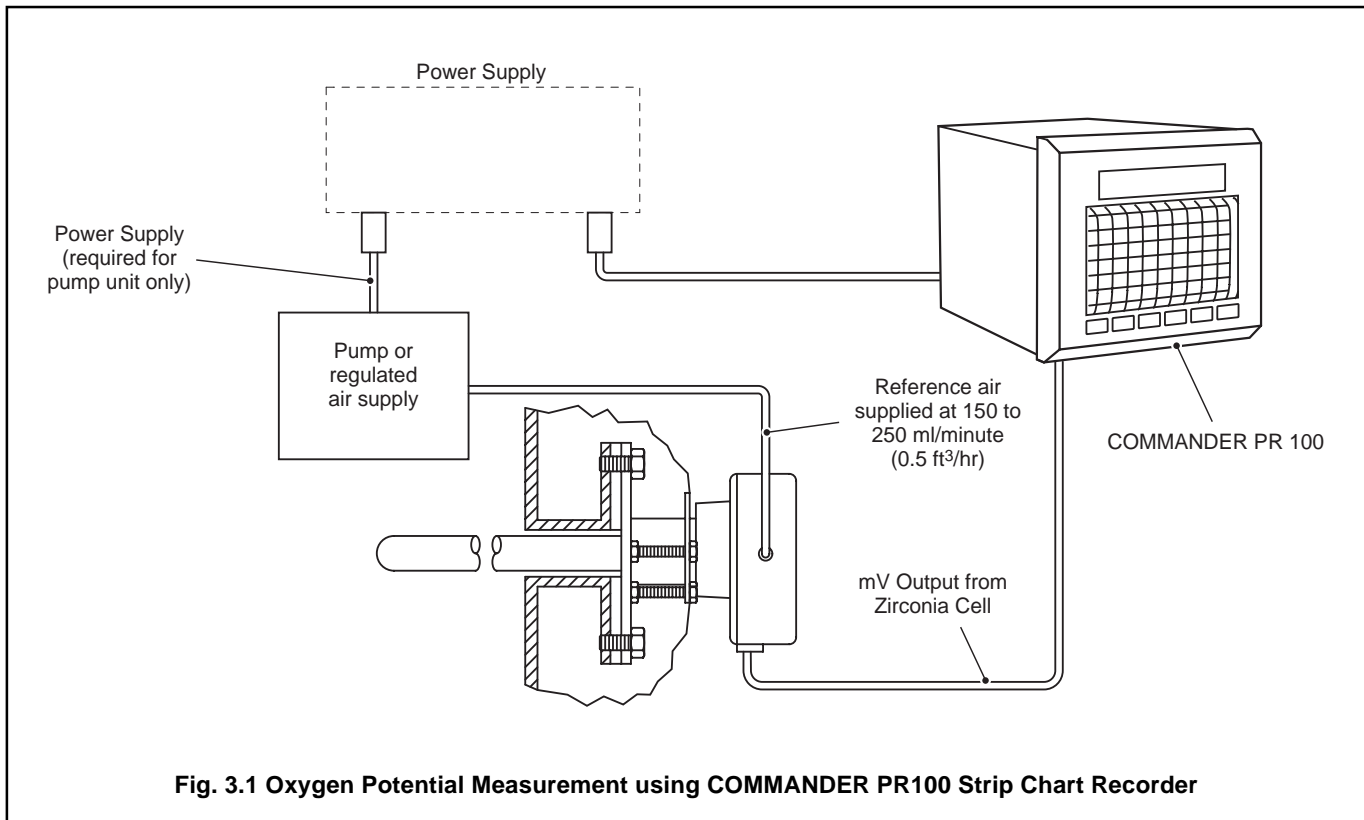 Power Supply
Power Supply
(required for
pump unit only)
Pump or
regulated
air supply
Reference air
supplied at 150 to
250 ml/minute
(0.5 ft³/hr)
COMMANDER PR 100
mV Output from
Zirconia Cell
Fig. 3.1 Oxygen Potential Measurement using COMMANDER PR100 Strip Chart Recorder